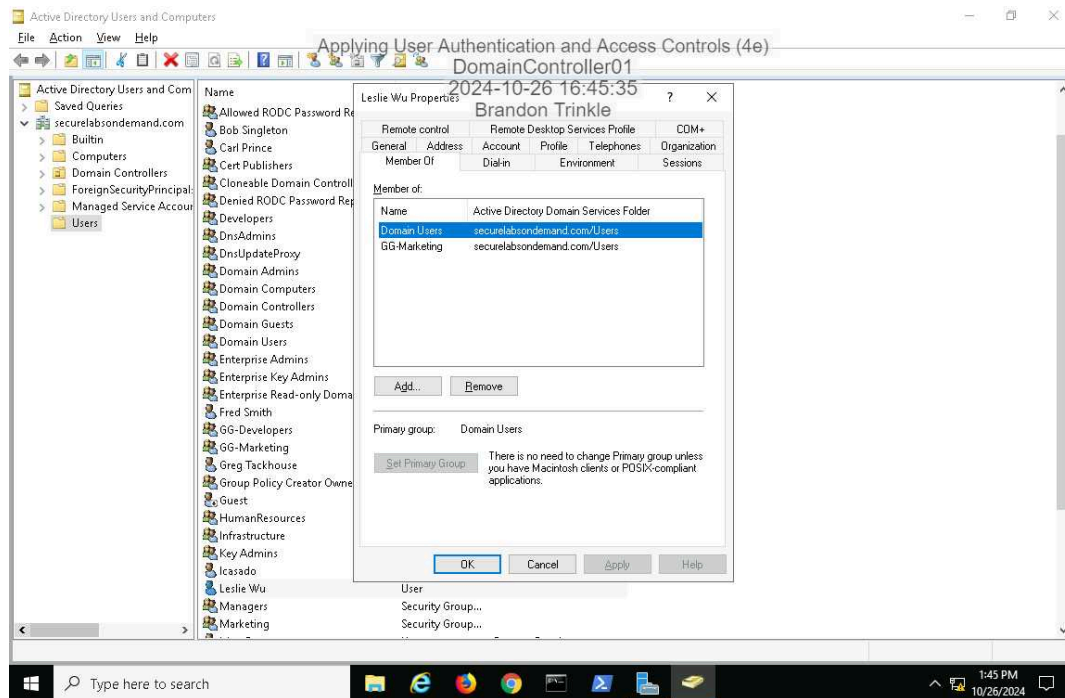 Active Directory Users and Computers
File Action View Help
Applying User Authentication and Access Controls (4e)
DomainController01
2024-10-26 16:45:35
Brandon Trinkle
Active Directory Users and Com
Saved Queries
securelabsondemand.com
Builtin
Computers
Domain Controllers
ForeignSecurityPrincipal:
Managed Service Accour
Users
Name
Allowed RODC Password Re
Bob Singleton
Carl Prince
Cert Publishers
Cloneable Domain Controll
Denied RODC Password Rep
Developers
DnsAdmins
DnsUpdateProxy
Domain Admins
Domain Computers
Domain Controllers
Domain Guests
Domain Users
Enterprise Admins
Enterprise Key Admins
Enterprise Read-only Doma
Fred Smith
GG-Developers
GG-Marketing
Greg Tackhouse
Group Policy Creator Owne
Guest
HumanResources
Infrastructure
Key Admins
lcasado
Leslie Wu User
Managers Security Group...
Marketing Security Group...
Leslie Wu Properties ? X
Remote control Remote Desktop Services Profile COM+
General Address Account Profile Telephones Organization
Member Of Dial-in Environment Sessions
Member of:
Name Active Directory Domain Services Folder
Domain Users securelabsondemand.com/Users
GG-Marketing securelabsondemand.com/Users
Add... Remove
Primary group: Domain Users
Set Primary Group
There is no need to change Primary group unless
you have Macintosh clients or POSIX-compliant
applications.
OK Cancel Apply Help
Type here to search
1:45 PM
10/26/2024